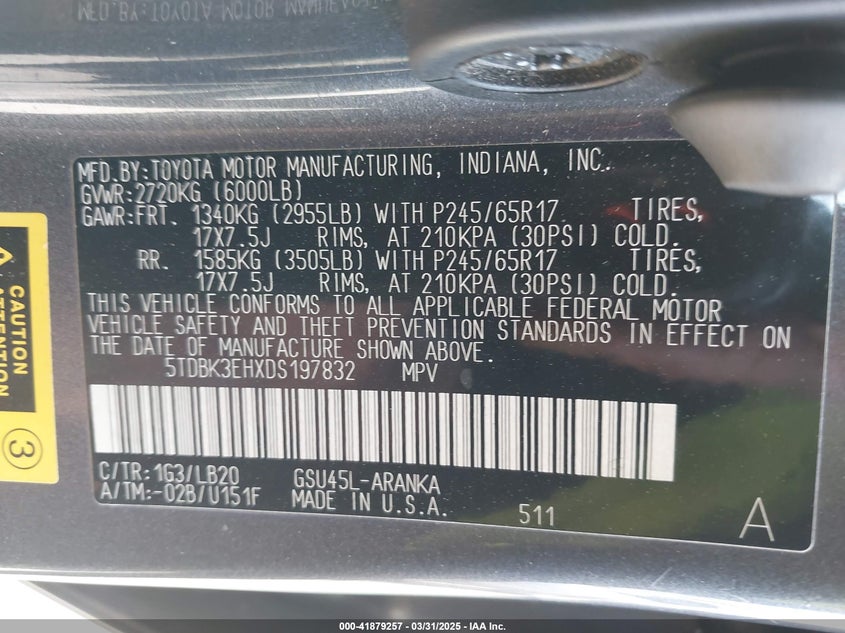 MFD.BY:TOYOTA MOTOR MANUFACTURING, INDIANA, INC.
GVWR:2720KG (6000LB)
GAWR:FRT. 1340KG (2955LB) WITH P245/65R17 TIRES,
17X7.5J RIMS, AT 210KPA (30PSI) COLD.
RR. 1585KG (3505LB) WITH P245/65R17 TIRES,
17X7.5J RIMS, AT 210KPA (30PSI) COLD.
THIS VEHICLE CONFORMS TO ALL APPLICABLE FEDERAL MOTOR
VEHICLE SAFETY AND THEFT PREVENTION STANDARDS IN EFFECT ON
THE DATE OF MANUFACTURE SHOWN ABOVE.
5TDBK3EHXDS197832 MPV
C/TR:1G3/LB20 GSU45L-ARANKA
A/TM:-02B/U151F MADE IN U.S.A.
511
A
CAUTION
ATTENTION
3
000-41879257 - 03/31/2025 - IAA Inc.